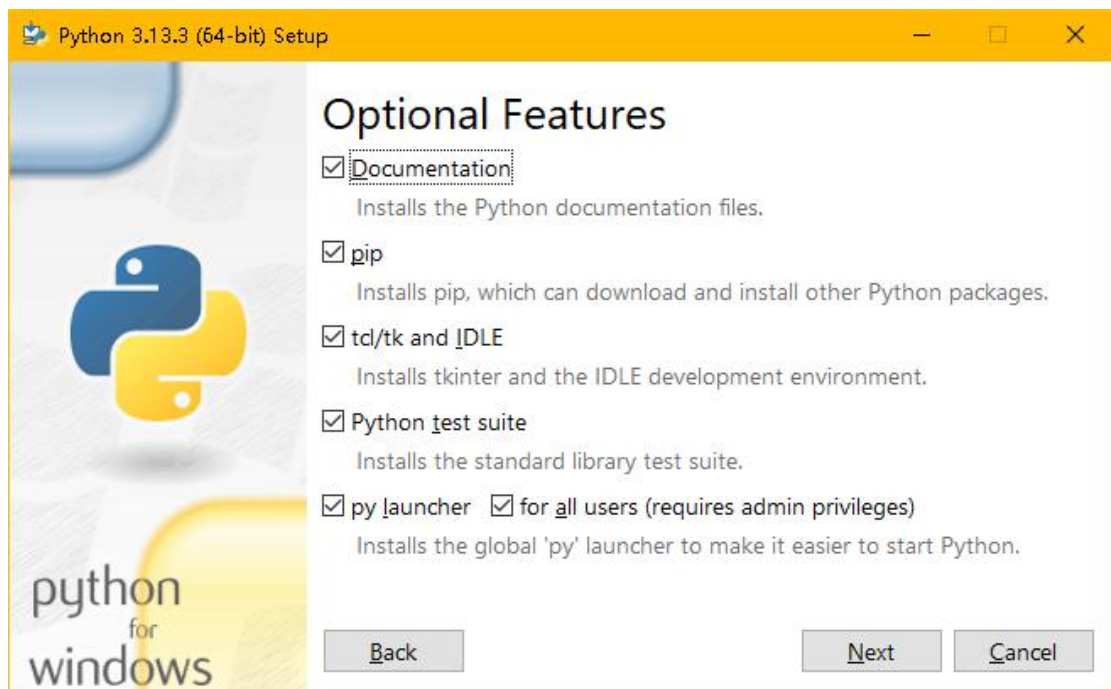 Python 3.13.3 (64-bit) Setup
Optional Features
Documentation
Installs the Python documentation files.
pip
Installs pip, which can download and install other Python packages.
tcl/tk and IDLE
Installs tkinter and the IDLE development environment.
Python test suite
Installs the standard library test suite.
py launcher for all users (requires admin privileges)
Installs the global 'py' launcher to make it easier to start Python.
python
for
windows
Back Next Cancel